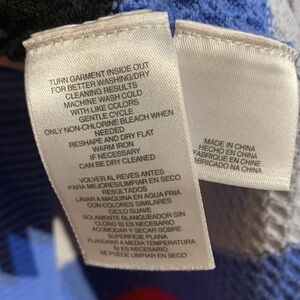 TURN GARMENT INSIDE OUT
FOR BETTER WASHING/DRY
CLEANING RESULTS
MACHINE WASH COLD
WITH LIKE COLORS
GENTLE CYCLE
ONLY NON-CHLORINE BLEACH WHEN
NEEDED
RESHAPE AND DRY FLAT
WARM IRON
IF NECESSARY
CAN BE DRY CLEANED
VOLVER AL REVES ANTES
PARA MEJORES/LIMPIAR EN SECO
RESULTADOS
LAVAR A MAQUINA EN AGUA FRIA
CON COLORES SIMILARES
CICLO SUAVE
SOLAMENTE BLANQUEADOR SIN
CLORO SI ES NECESARIO
ACOMODAR Y SECAR SOBRE
SUPERFICIE PLANA
PLANCHAR A MEDIA TEMPERATURA
SI ES NECESARIO
SE PUEDE LIMPIAR EN SECO
MADE IN CHINA
HECHO EN CHINA
FABRIQUE EN CHINE
FABRICADO NA CHINA